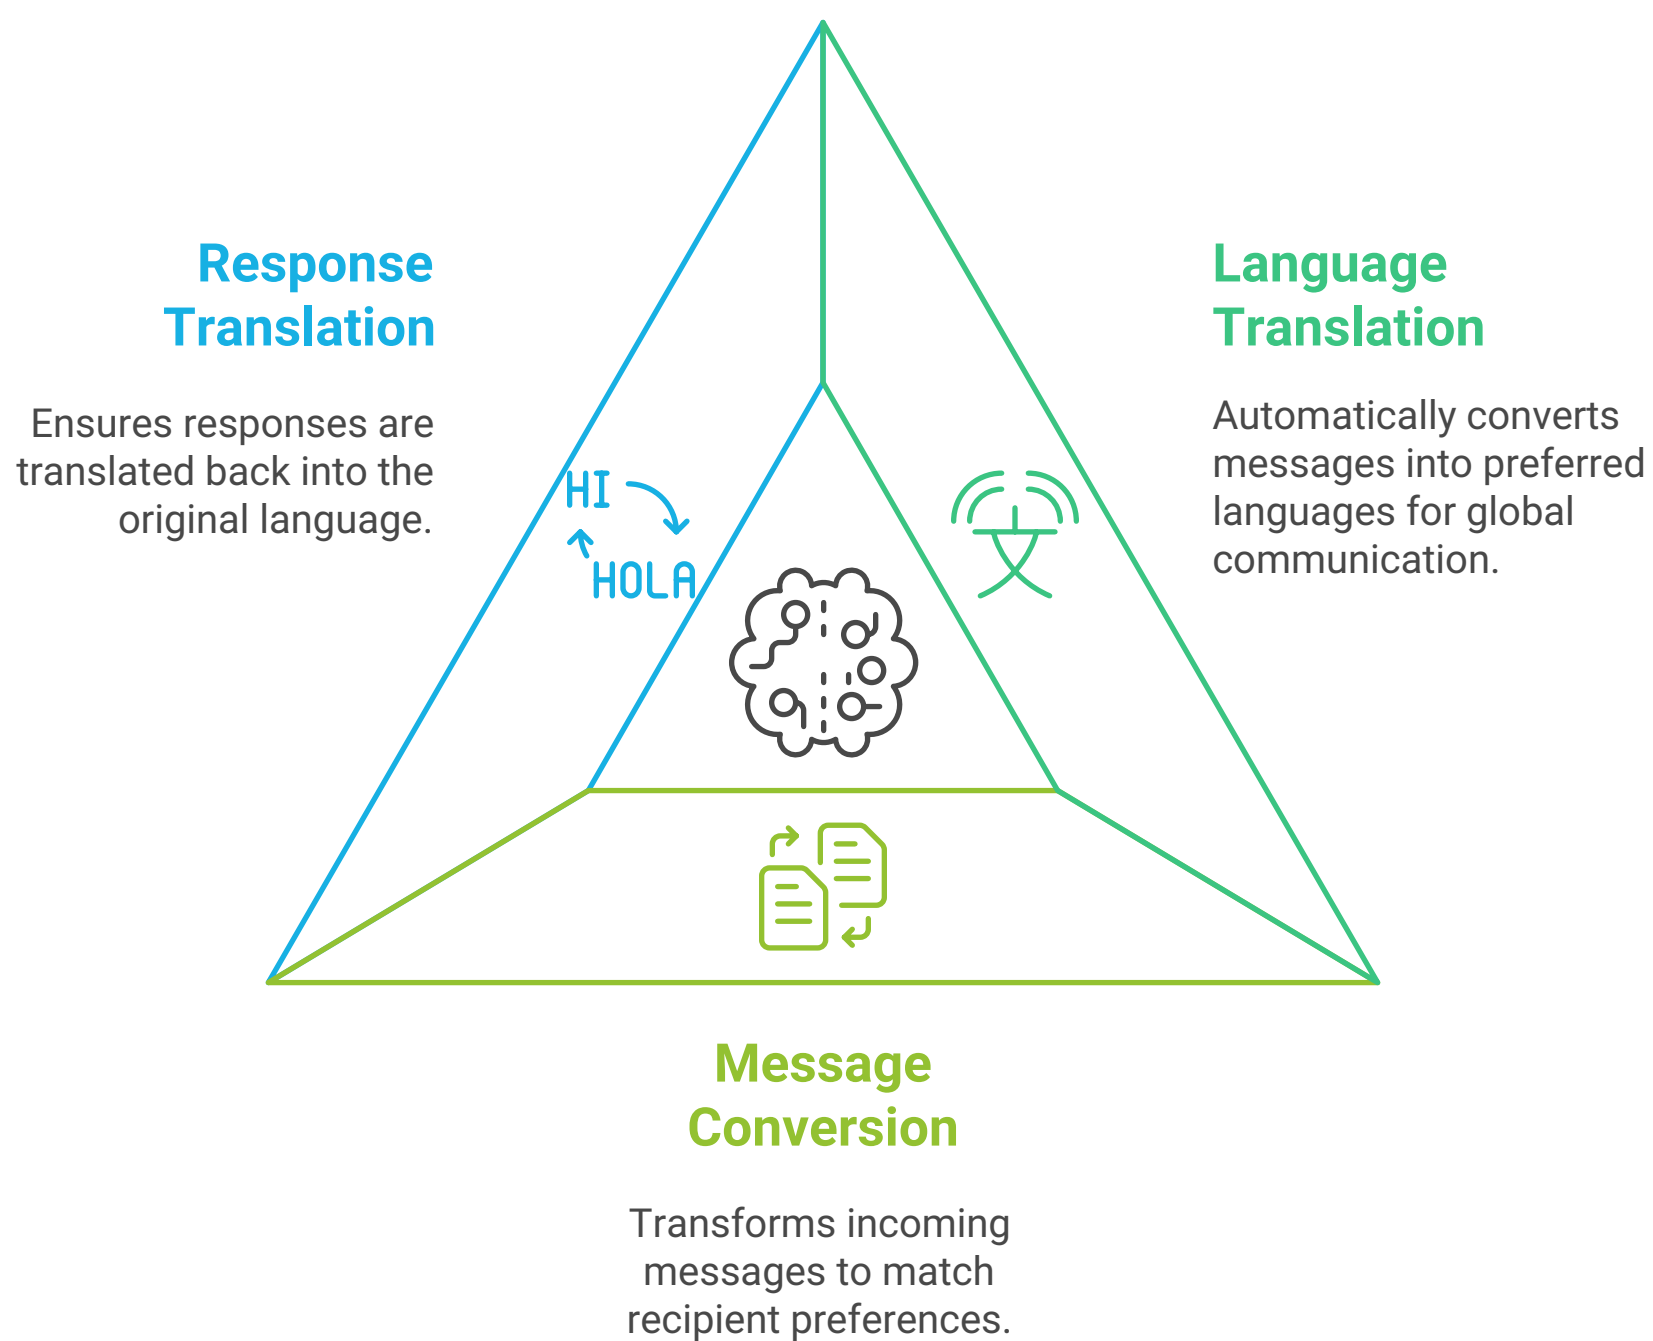 Response
Translation
Ensures responses are
translated back into the
original language.
HI
HOLA
Language
Translation
Automatically converts
messages into preferred
languages for global
communication.
文
Message
Conversion
Transforms incoming
messages to match
recipient preferences.